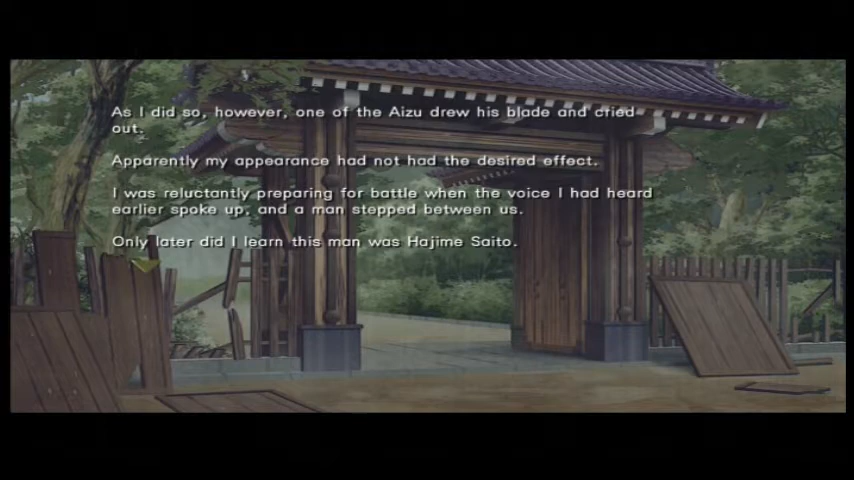 As I did so, however, one of the Aizu drew his blade and cried
out.
Apparently my appearance had not had the desired effect.
I was reluctantly preparing for battle when the voice I had heard
earlier spoke up, and a man stepped between us.
Only later did I learn this man was Hajime Saito.